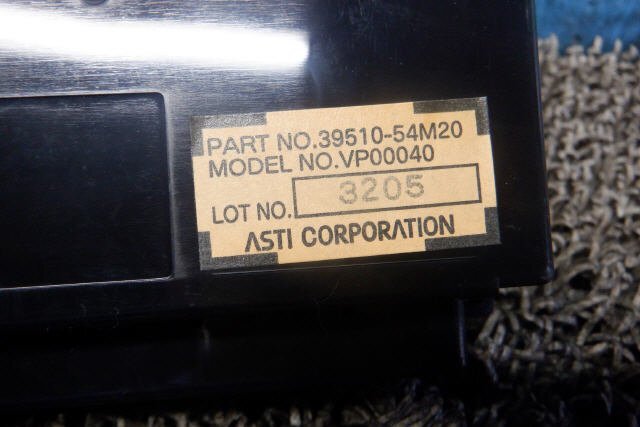 PART NO.39510-54M20
MODEL NO.VP00040
LOT NO. 3205
ASTI CORPORATION